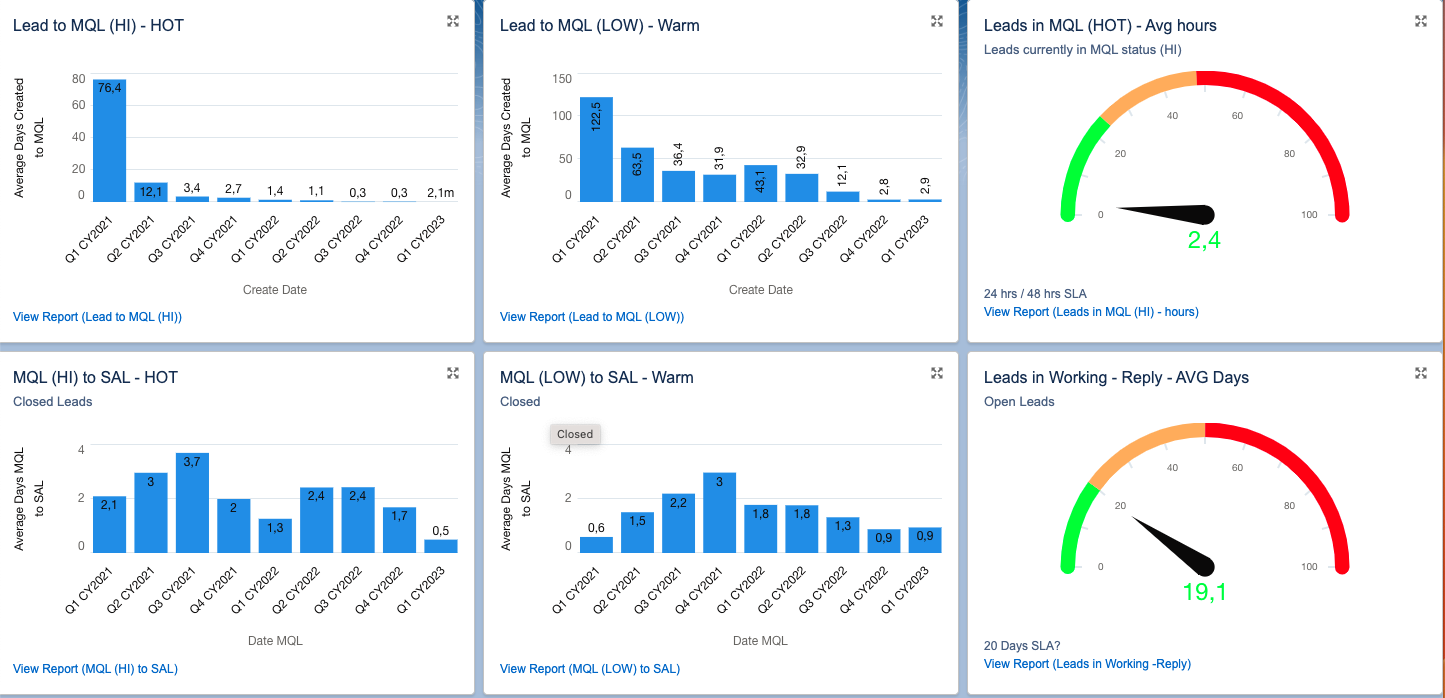 Lead to MQL (HI) - HOT
Average Days Created
to MQL
80
60
40
20
0
76,4
12,1
3,4
2,7
1,4
1,1
0,3
0,3
2,1m
Q1 CY2021
Q2 CY2021
Q3 CY2021
Q4 CY2021
Q1 CY2022
Q2 CY2022
Q3 CY2022
Q4 CY2022
Q1 CY2023
Create Date
View Report (Lead to MQL (HI))
Lead to MQL (LOW) - Warm
Average Days Created
to MQL
150
100
50
0
122,5
63,5
36,4
31,9
43,1
32,9
12,1
2,8
2,9
Q1 CY2021
Q2 CY2021
Q3 CY2021
Q4 CY2021
Q1 CY2022
Q2 CY2022
Q3 CY2022
Q4 CY2022
Q1 CY2023
Create Date
View Report (Lead to MQL (LOW))
Leads in MQL (HOT) - Avg hours
Leads currently in MQL status (HI)
0
20
40
60
80
100
2,4
24 hrs / 48 hrs SLA
View Report (Leads in MQL (HI) - hours)
MQL (HI) to SAL - HOT
Closed Leads
Average Days MQL
to SAL
4
2
0
2,1
3
3,7
2
1,3
2,4
2,4
1,7
0,5
Q1 CY2021
Q2 CY2021
Q3 CY2021
Q4 CY2021
Q1 CY2022
Q2 CY2022
Q3 CY2022
Q4 CY2022
Q1 CY2023
Date MQL
View Report (MQL (HI) to SAL)
MQL (LOW) to SAL - Warm
Closed
Closed
Average Days MQL
to SAL
4
2
0
0,6
1,5
2,2
3
1,8
1,8
1,3
0,9
0,9
Q1 CY2021
Q2 CY2021
Q3 CY2021
Q4 CY2021
Q1 CY2022
Q2 CY2022
Q3 CY2022
Q4 CY2022
Q1 CY2023
Date MQL
View Report (MQL (LOW) to SAL)
Leads in Working - Reply - AVG Days
Open Leads
0
20
40
60
80
100
19,1
20 Days SLA?
View Report (Leads in Working -Reply)